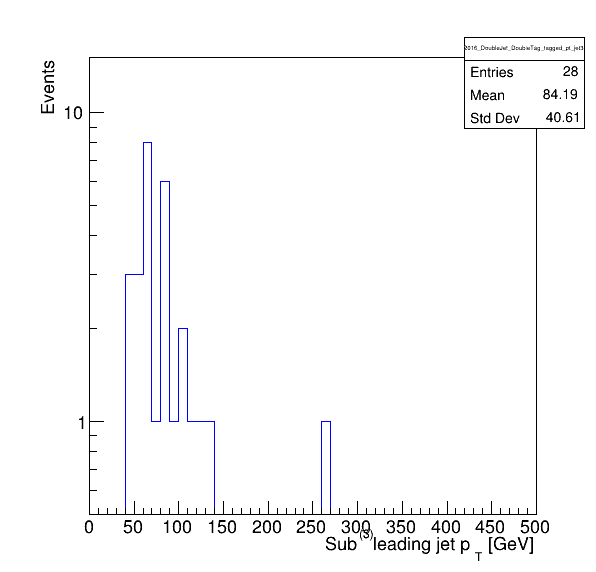 2016_DoubleJet_DoubleTag_tagged_pt_jet3
Entries 28
Mean 84.19
Std Dev 40.61
Events
10
1
0 50 100 150 200 250 300 350 400 450 500
Sub(3)leading jet pT [GeV]